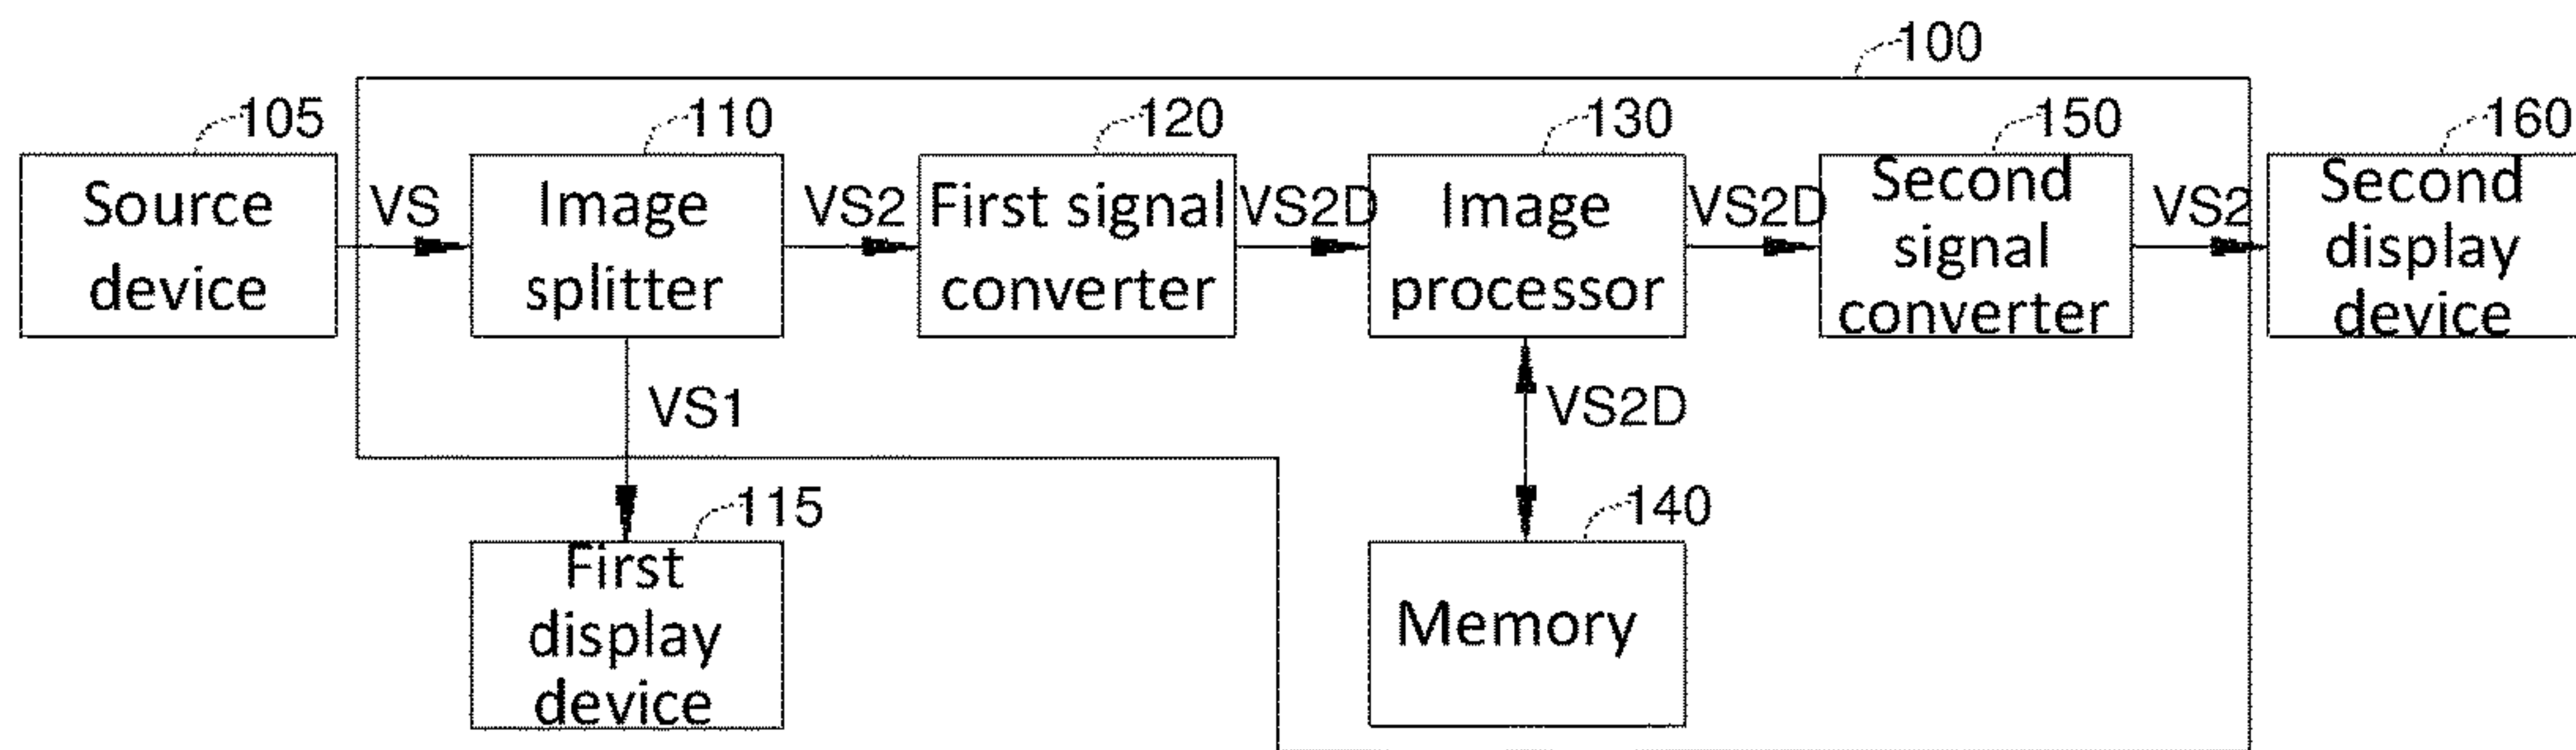 100
105
110
120
130
150
160
Source
device
VS
Image
splitter
VS2
First signal
converter
VS2D
Image
processor
VS2D
Second
signal
converter
VS2
Second
display
device
VS1
VS2D
115
140
First
display
device
Memory